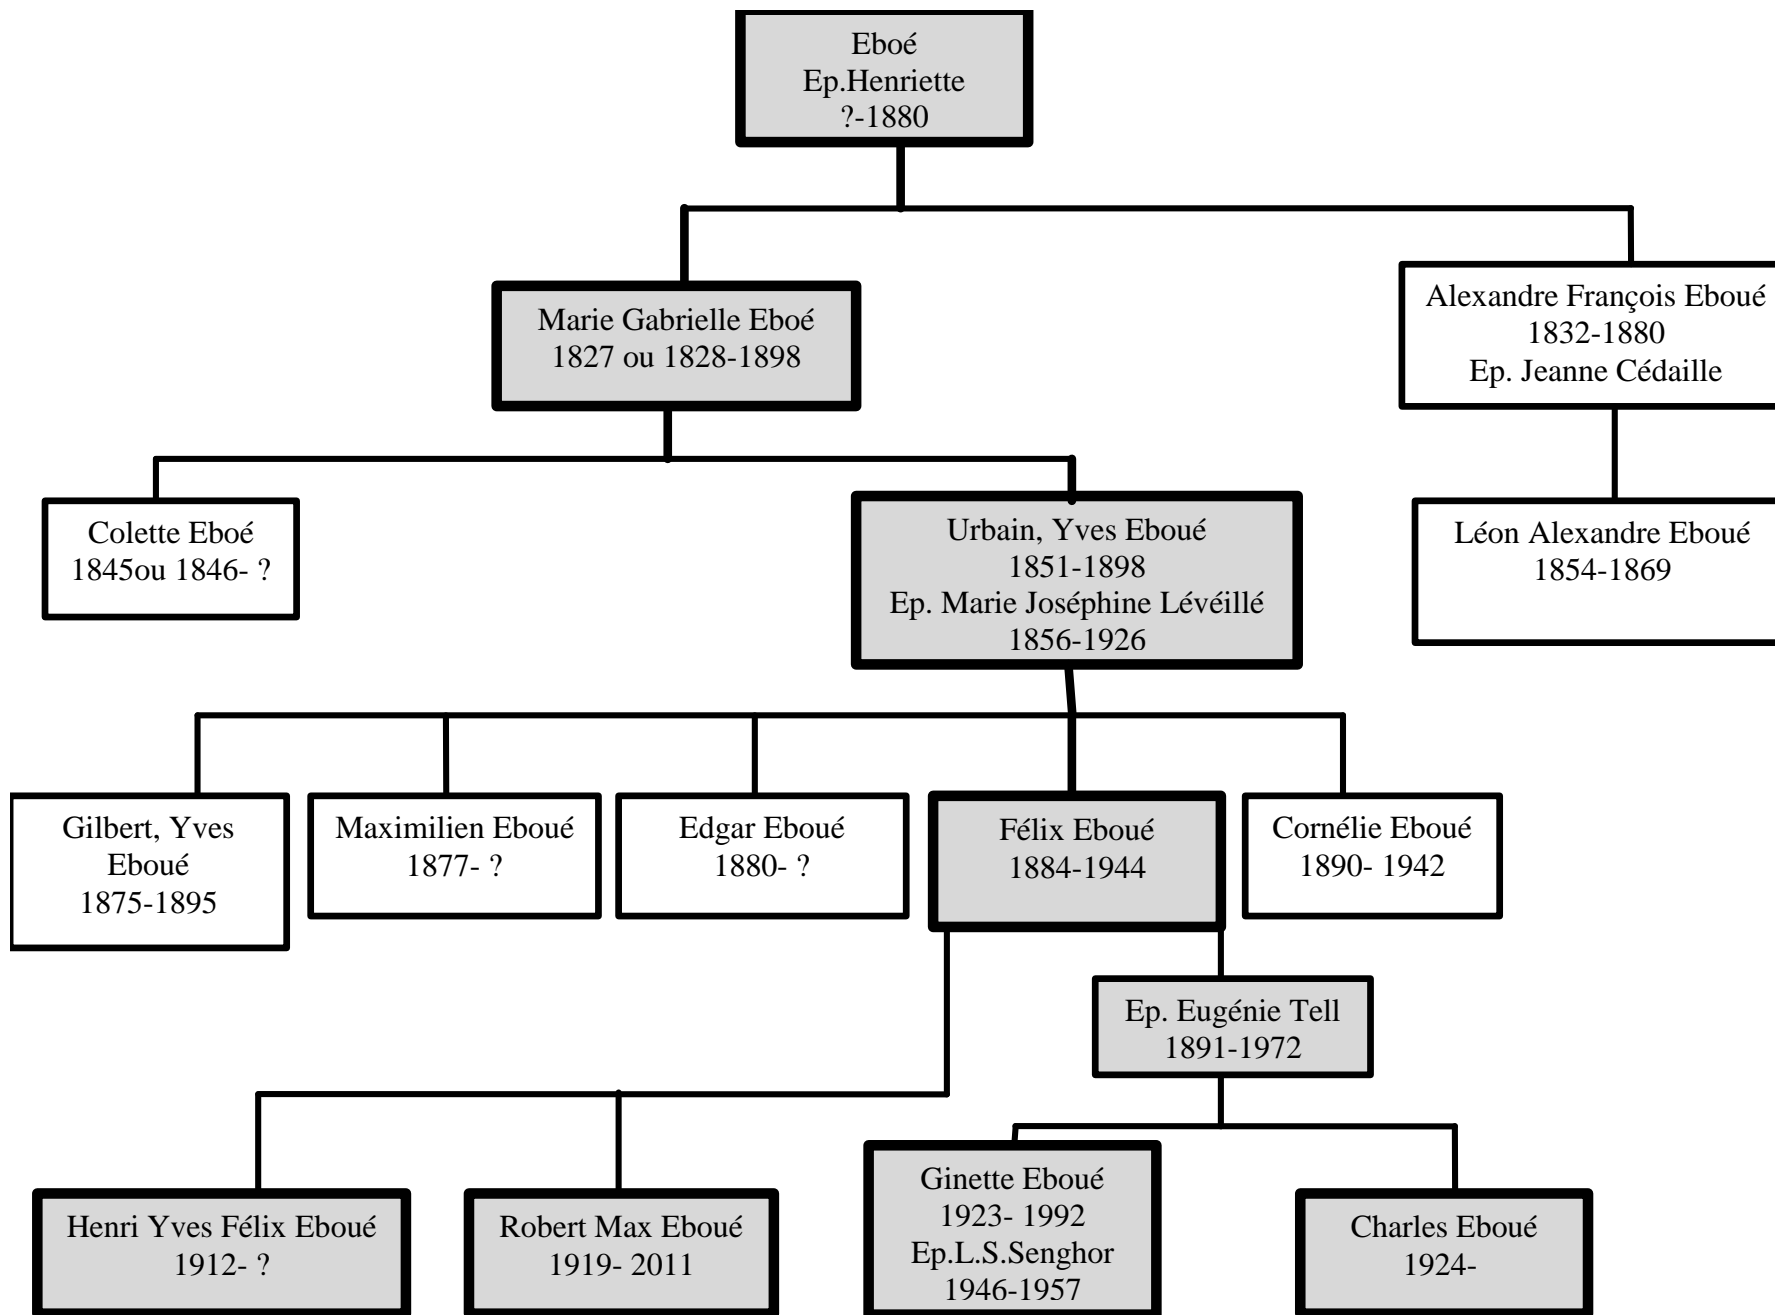 Eboé
Ep.Henriette
?-1880
Marie Gabrielle Eboé
1827 ou 1828-1898
Alexandre François Eboué
1832-1880
Ep. Jeanne Cédaille
Colette Eboé
1845ou 1846- ?
Urbain, Yves Eboué
1851-1898
Ep. Marie Joséphine Lévéillé
1856-1926
Léon Alexandre Eboué
1854-1869
Gilbert, Yves
Eboué
1875-1895
Maximilien Eboué
1877- ?
Edgar Eboué
1880- ?
Félix Eboué
1884-1944
Cornélie Eboué
1890- 1942
Ep. Eugénie Tell
1891-1972
Henri Yves Félix Eboué
1912- ?
Robert Max Eboué
1919- 2011
Ginette Eboué
1923- 1992
Ep.L.S.Senghor
1946-1957
Charles Eboué
1924-